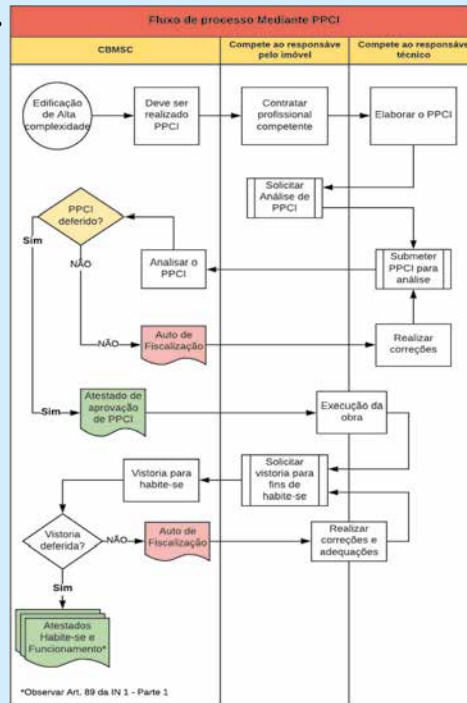 Fluxo de processo Mediante PPCI
CBMSC
Compete ao responsáve
pelo imóvel
Compete ao responsáve
técnico
Edificação
de Alta
complexidade
Deve ser
realizado
PPCI
Contratar
profissional
competente
Elaborar o PPCI
Solicitar
Análise de
PPCI
PPCI
deferido?
Sim
NÃO
Analisar o
PPCI
Submeter
PPCI para
análise
NÃO
Auto de
Fiscalização
Realizar
correções
Sim
Atestado de
aprovação
de PPCI
Execução da
obra
Vistoria para
habite-se
Solicitar
vistoria para
fins de
habite-se
Vistoria
deferida?
NÃO
Auto de
Fiscalização
Realizar
correções e
adequações
Sim
Atestados
Habite-se e
Funcionamento*
*Observar Art. 89 da IN 1 - Parte 1